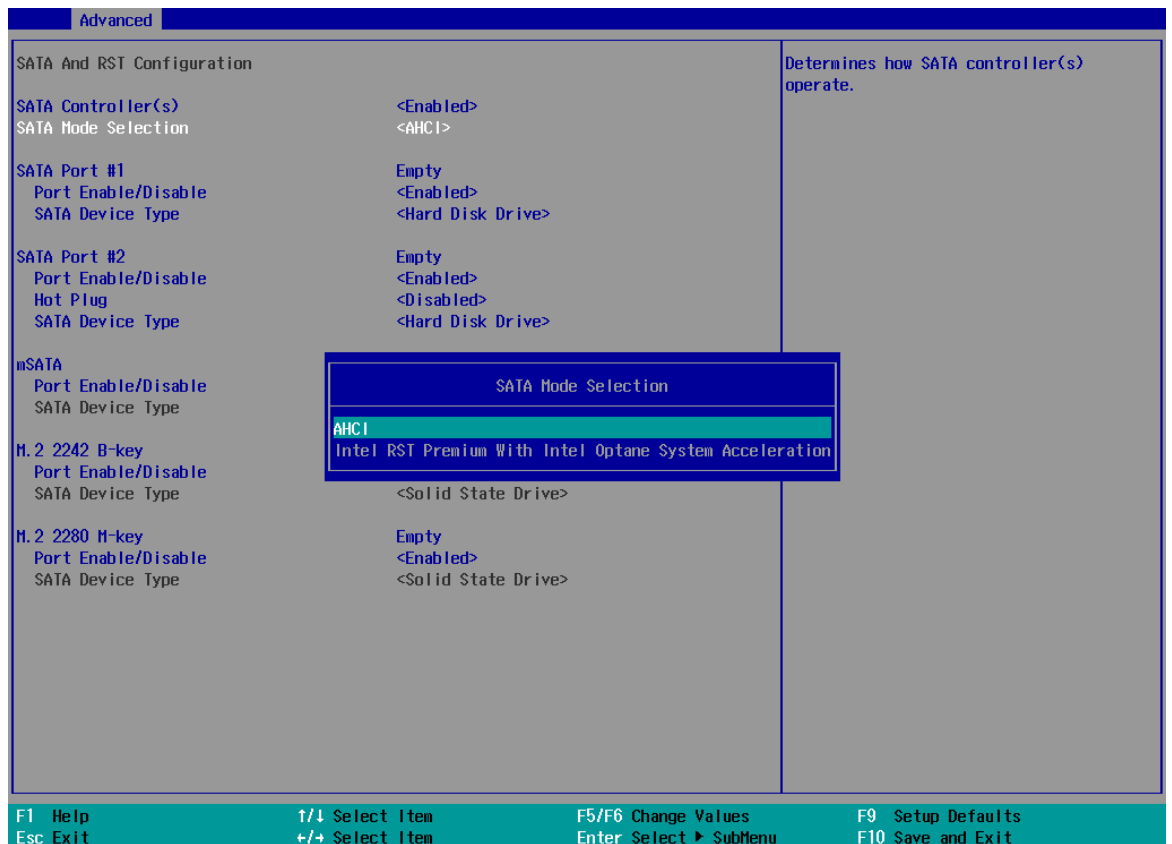 Advanced
SATA And RST Configuration
Determines how SATA controller(s)
operate.
SATA Controller(s) <Enabled>
SATA Mode Selection <AHCI>
SATA Port #1 Empty
Port Enable/Disable <Enabled>
SATA Device Type <Hard Disk Drive>
SATA Port #2 Empty
Port Enable/Disable <Enabled>
Hot Plug <Disabled>
SATA Device Type <Hard Disk Drive>
mSATA
Port Enable/Disable
SATA Device Type
SATA Mode Selection
AHCI
Intel RST Premium With Intel Optane System Acceleration
M.2 2242 B-key
Port Enable/Disable
SATA Device Type <Solid State Drive>
M.2 2280 M-key Empty
Port Enable/Disable <Enabled>
SATA Device Type <Solid State Drive>
F1 Help ↑/↓ Select Item F5/F6 Change Values F9 Setup Defaults
Esc Exit ←/→ Select Item Enter Select ▶ SubMenu F10 Save and Exit